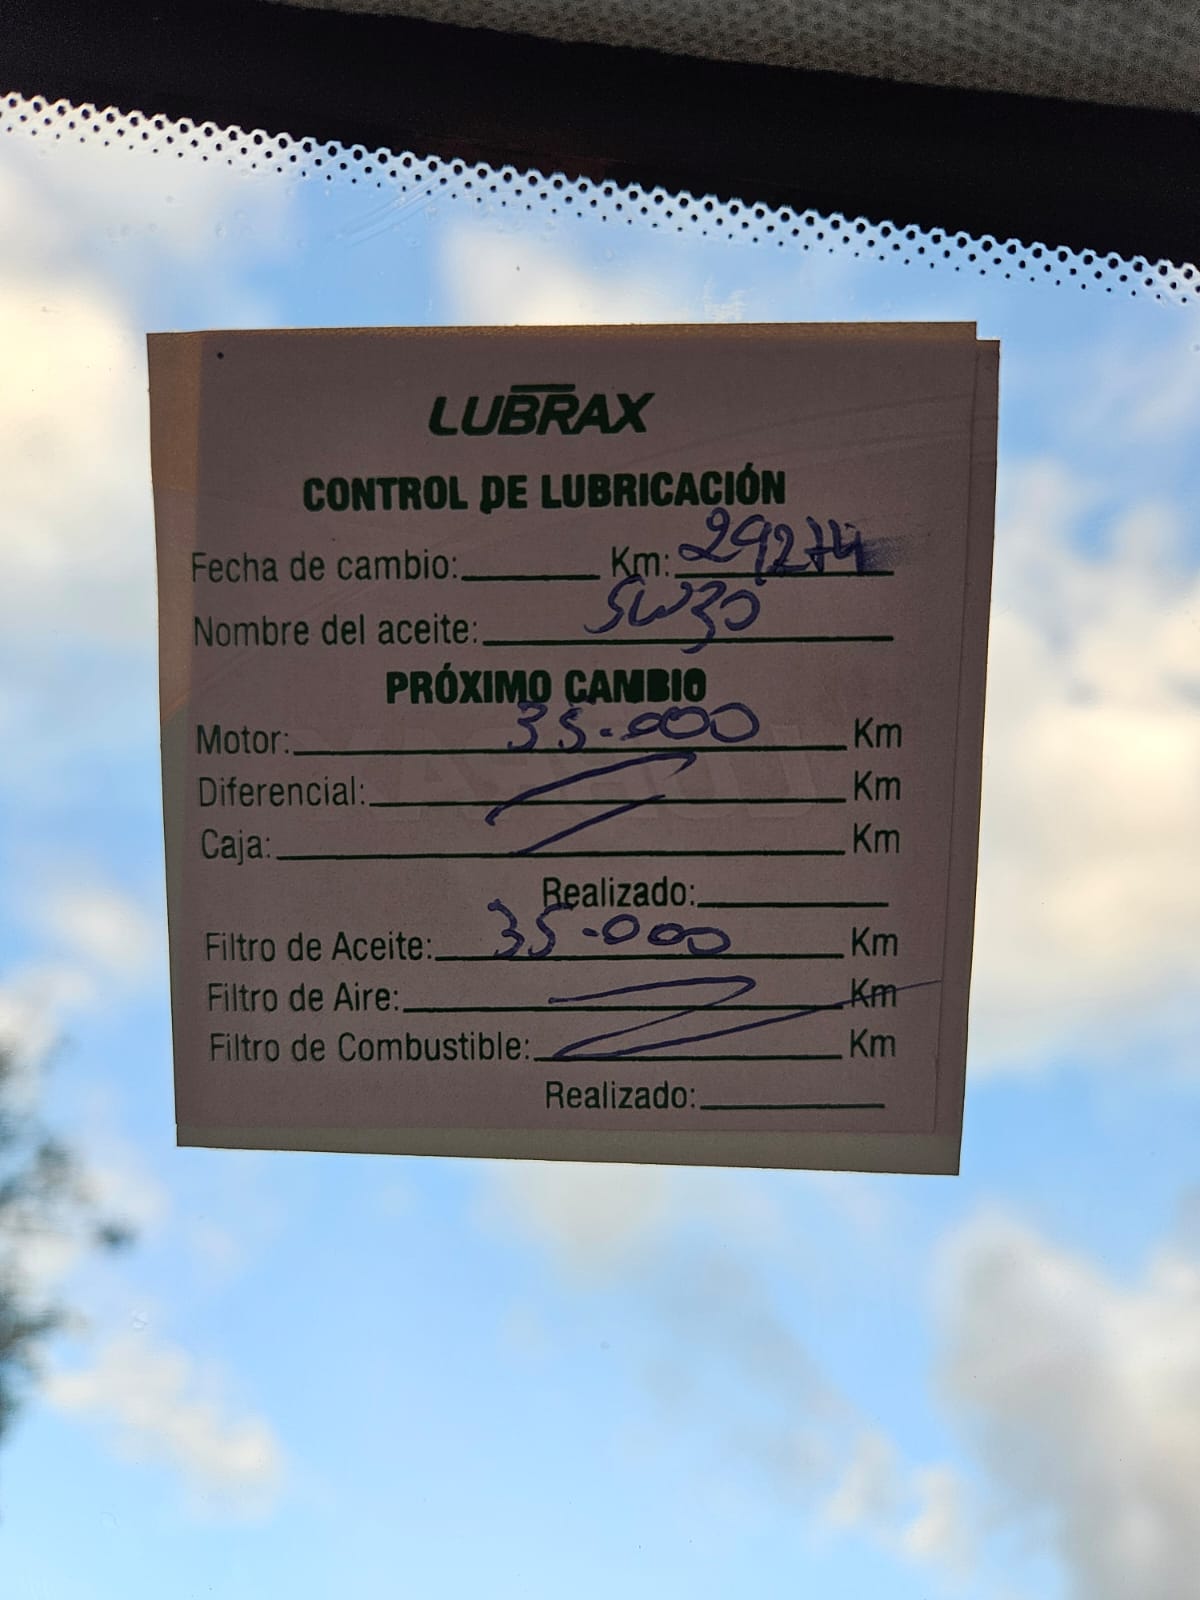 LUBRAX
CONTROL DE LUBRICACIÓN
Fecha de cambio: Km: 29274
Nombre del aceite: 5W30
PRÓXIMO CAMBIO
Motor: 35.000 Km
Diferencial: Km
Caja: Km
Realizado:
Filtro de Aceite: 35.000 Km
Filtro de Aire: Km
Filtro de Combustible: Km
Realizado: